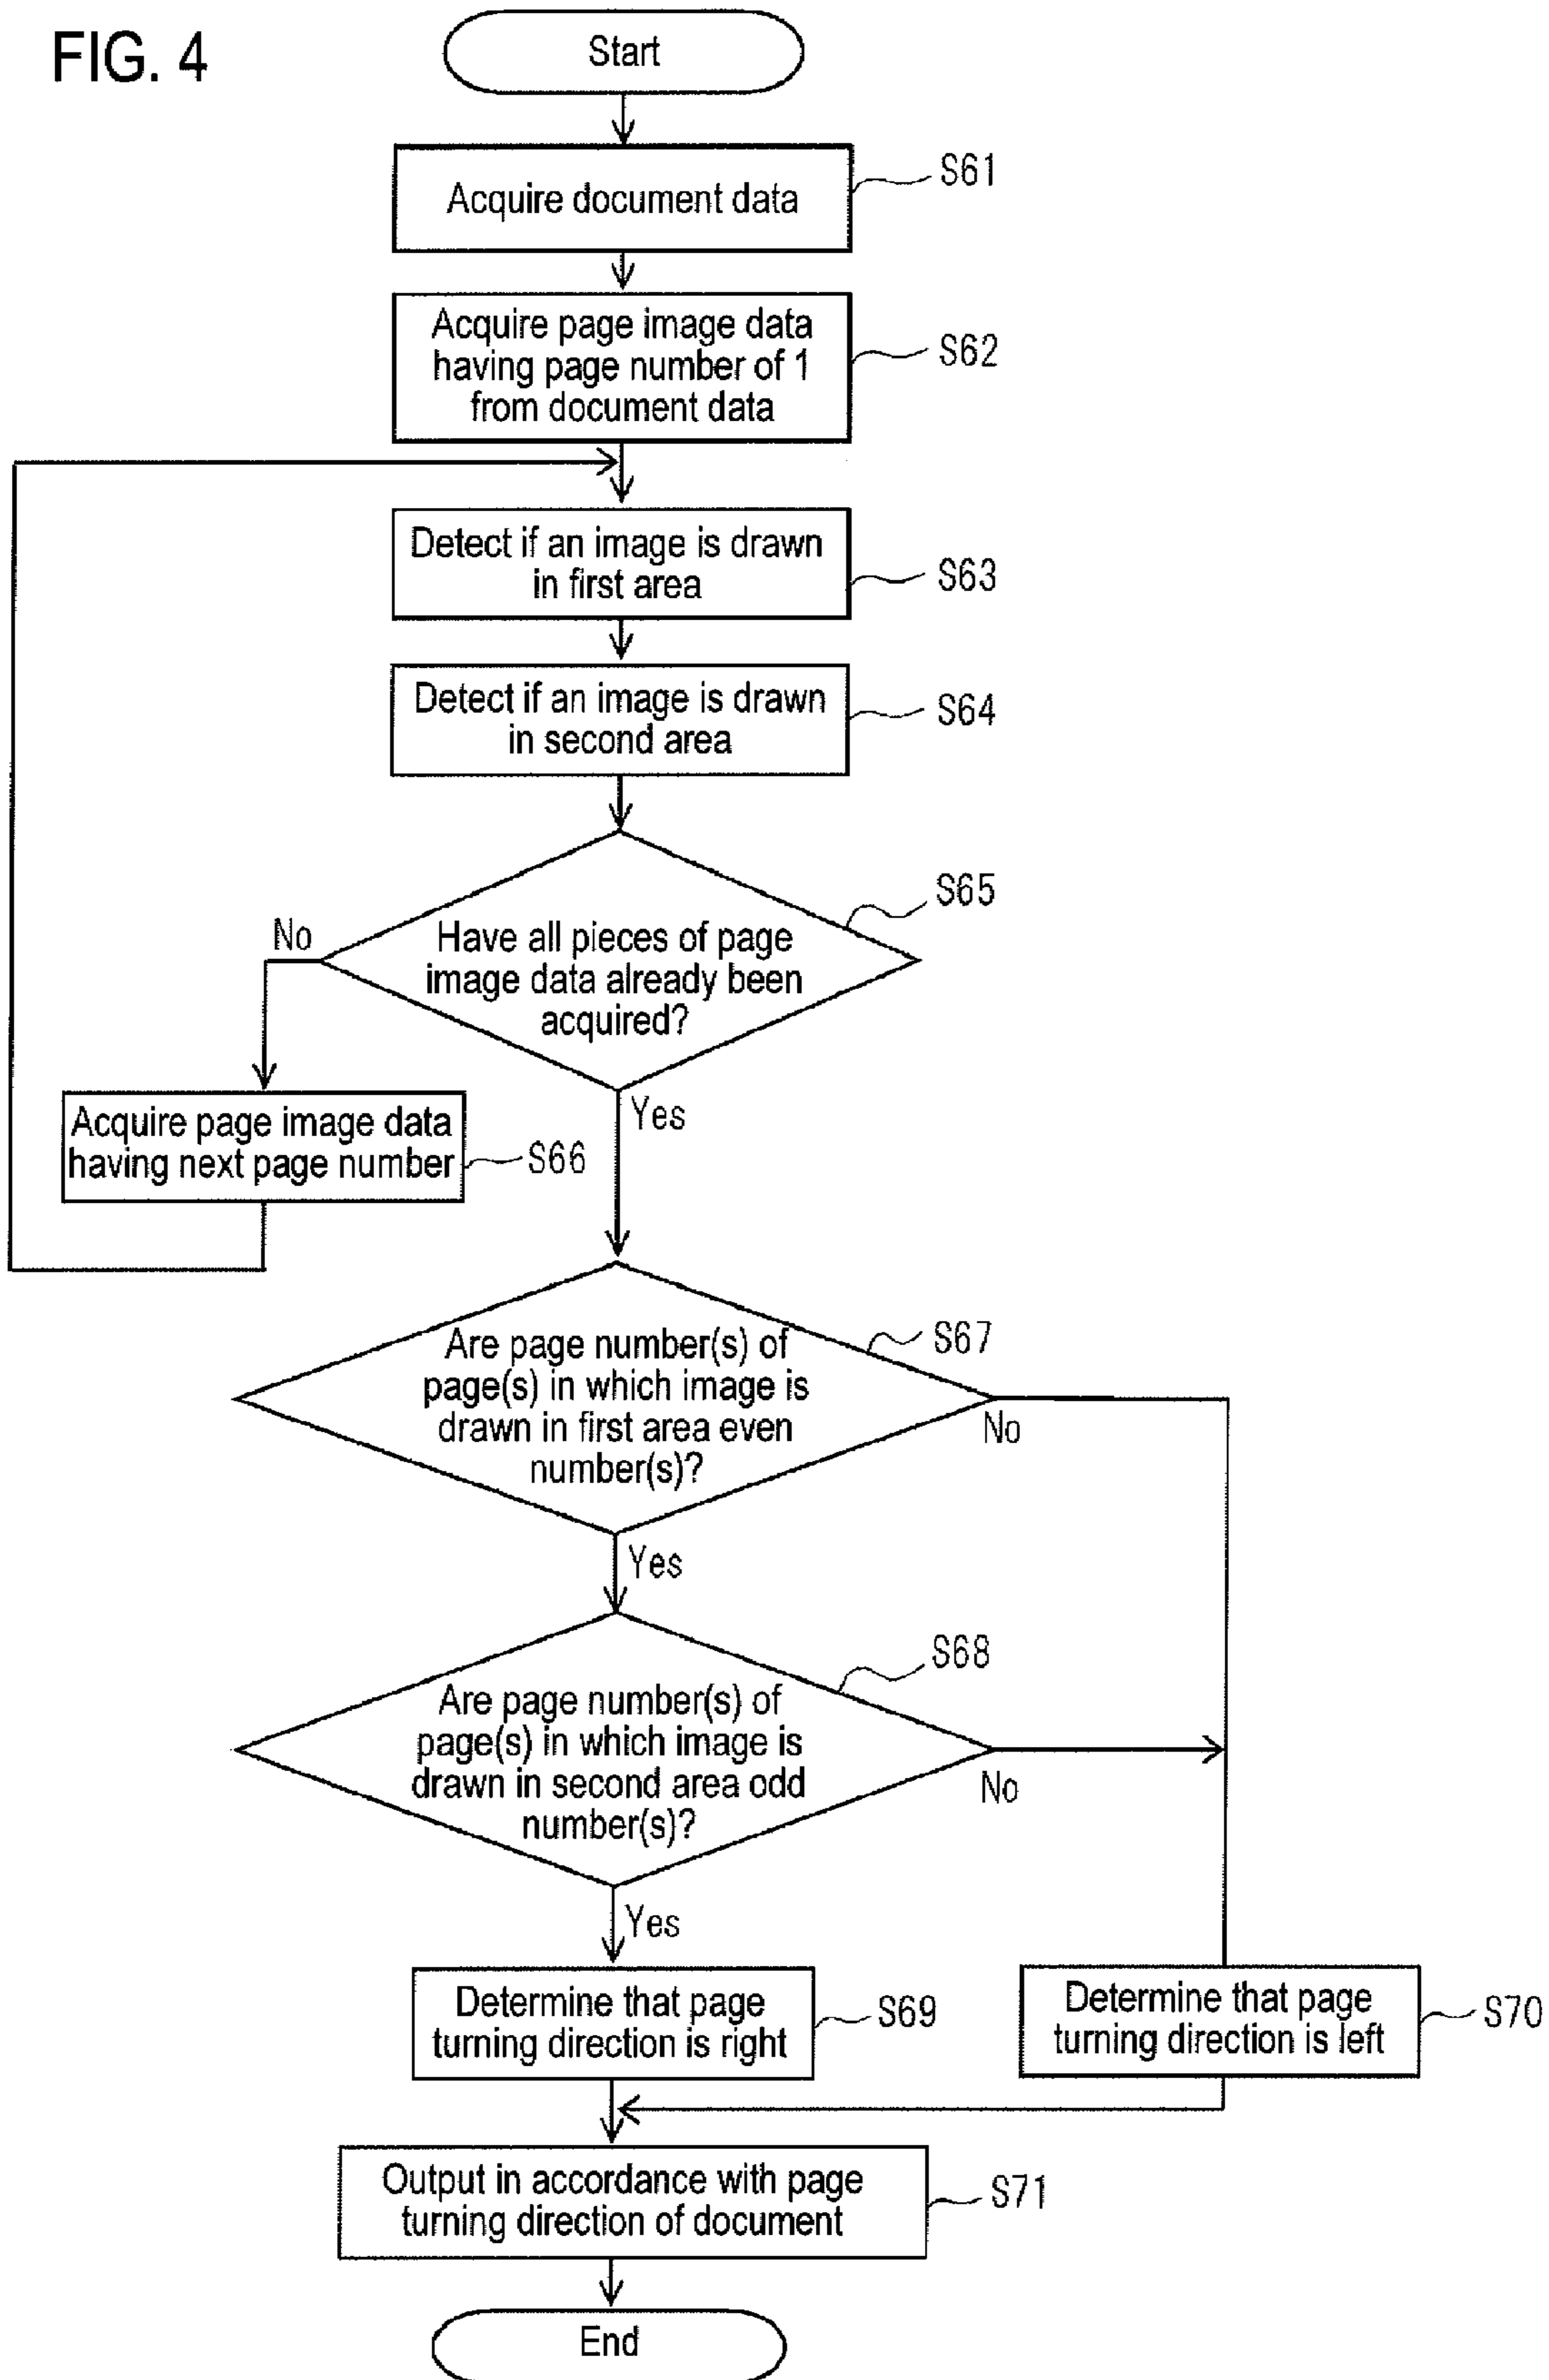 FIG. 4
Start
Acquire document data
S61
Acquire page image data
having page number of 1
from document data
S62
Detect if an image is drawn
in first area
S63
Detect if an image is drawn
in second area
S64
Have all pieces of page
image data already been
acquired?
S65
No
Yes
Acquire page image data
having next page number
S66
Are page number(s) of
page(s) in which image is
drawn in first area even
number(s)?
S67
No
Yes
Are page number(s) of
page(s) in which image is
drawn in second area odd
number(s)?
S68
No
Yes
Determine that page
turning direction is right
S69
Determine that page
turning direction is left
S70
Output in accordance with page
turning direction of document
S71
End